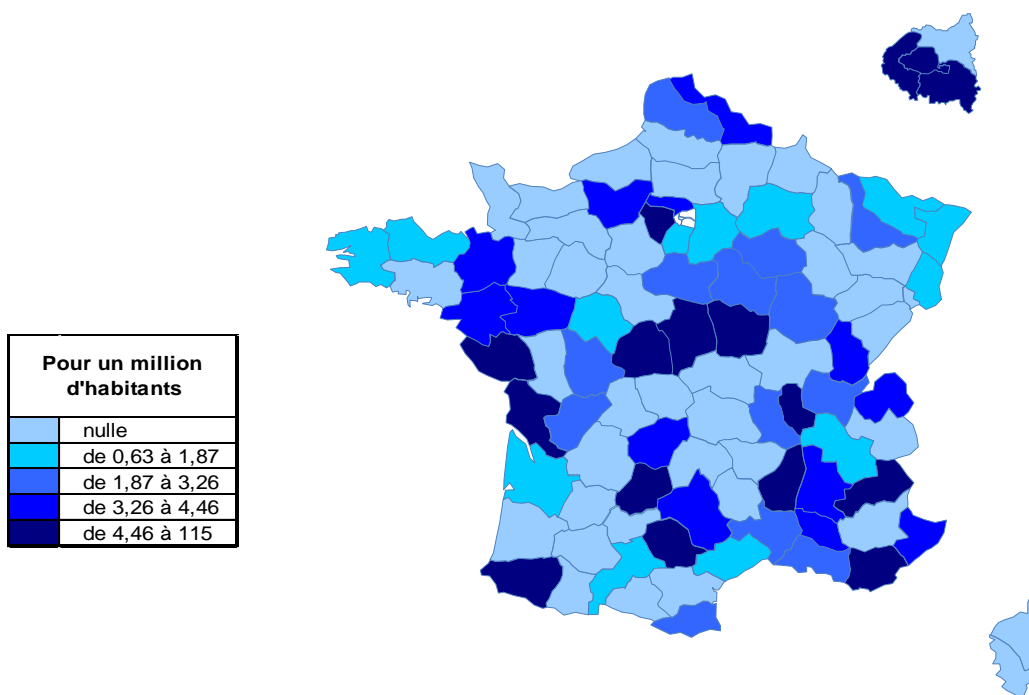 Pour un million
d'habitants
nulle
de 0,63 à 1,87
de 1,87 à 3,26
de 3,26 à 4,46
de 4,46 à 115